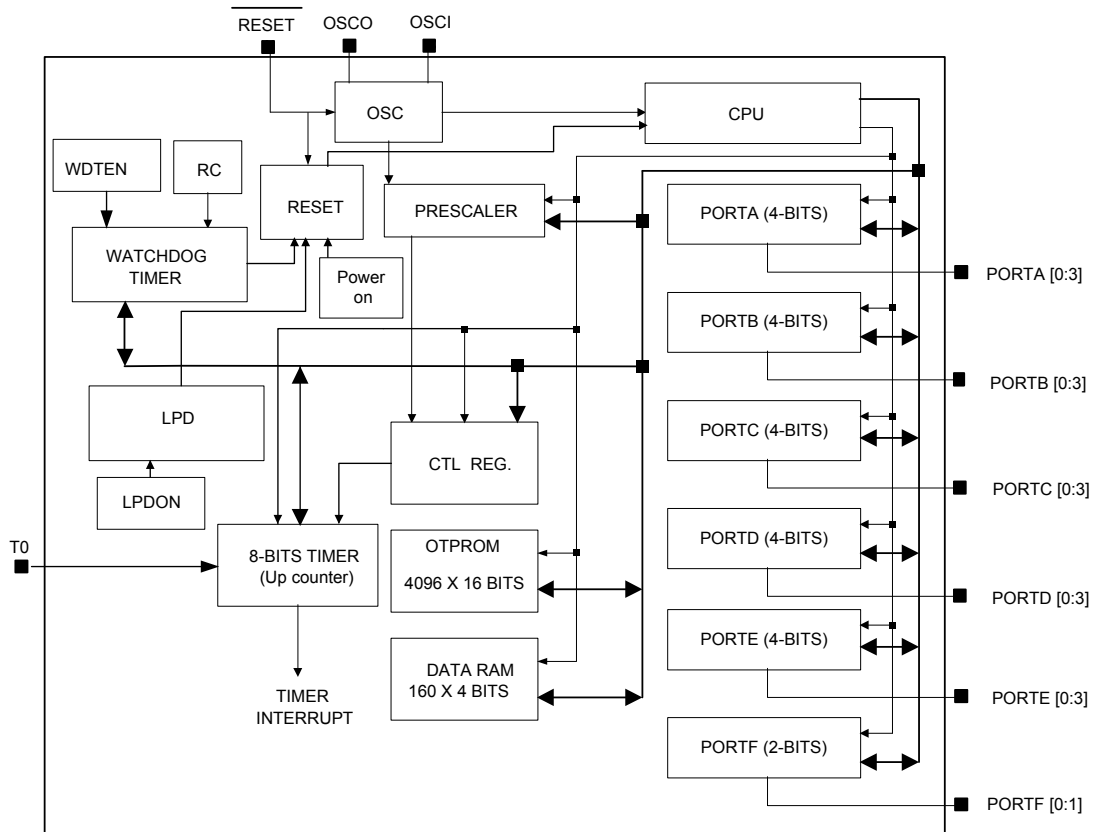 RESET
OSCO
OSCI
OSC
CPU
WDTEN
RC
RESET
PRESCALER
PORTA (4-BITS)
WATCHDOG
TIMER
Power
on
PORTA [0:3]
PORTB (4-BITS)
PORTB [0:3]
LPD
CTL REG.
PORTC (4-BITS)
LPDON
PORTC [0:3]
T0
8-BITS TIMER
(Up counter)
OTPROM
4096 X 16 BITS
PORTD (4-BITS)
PORTD [0:3]
DATA RAM
160 X 4 BITS
PORTE (4-BITS)
TIMER
INTERRUPT
PORTE [0:3]
PORTF (2-BITS)
PORTF [0:1]